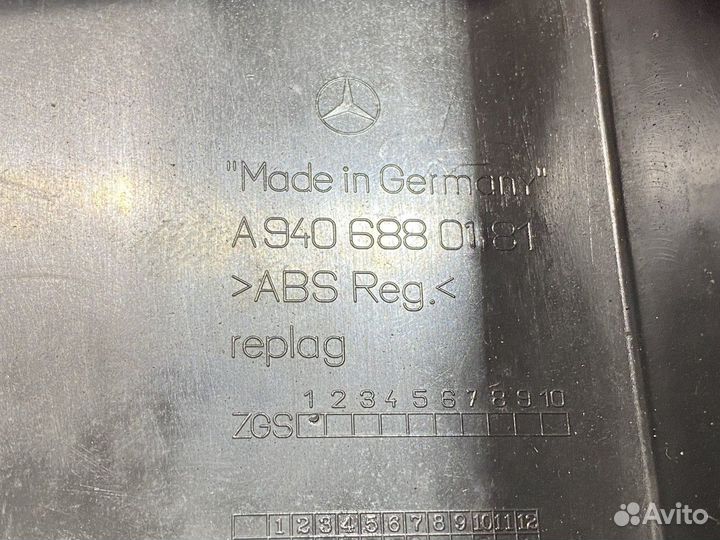 "Made in Germany"
A 940 688 01 81
>ABS Reg.<
replag
1 2 3 4 5 6 7 8 9 10
ZGS
1 2 3 4 5 6 7 8 9 10 11 12
Avito